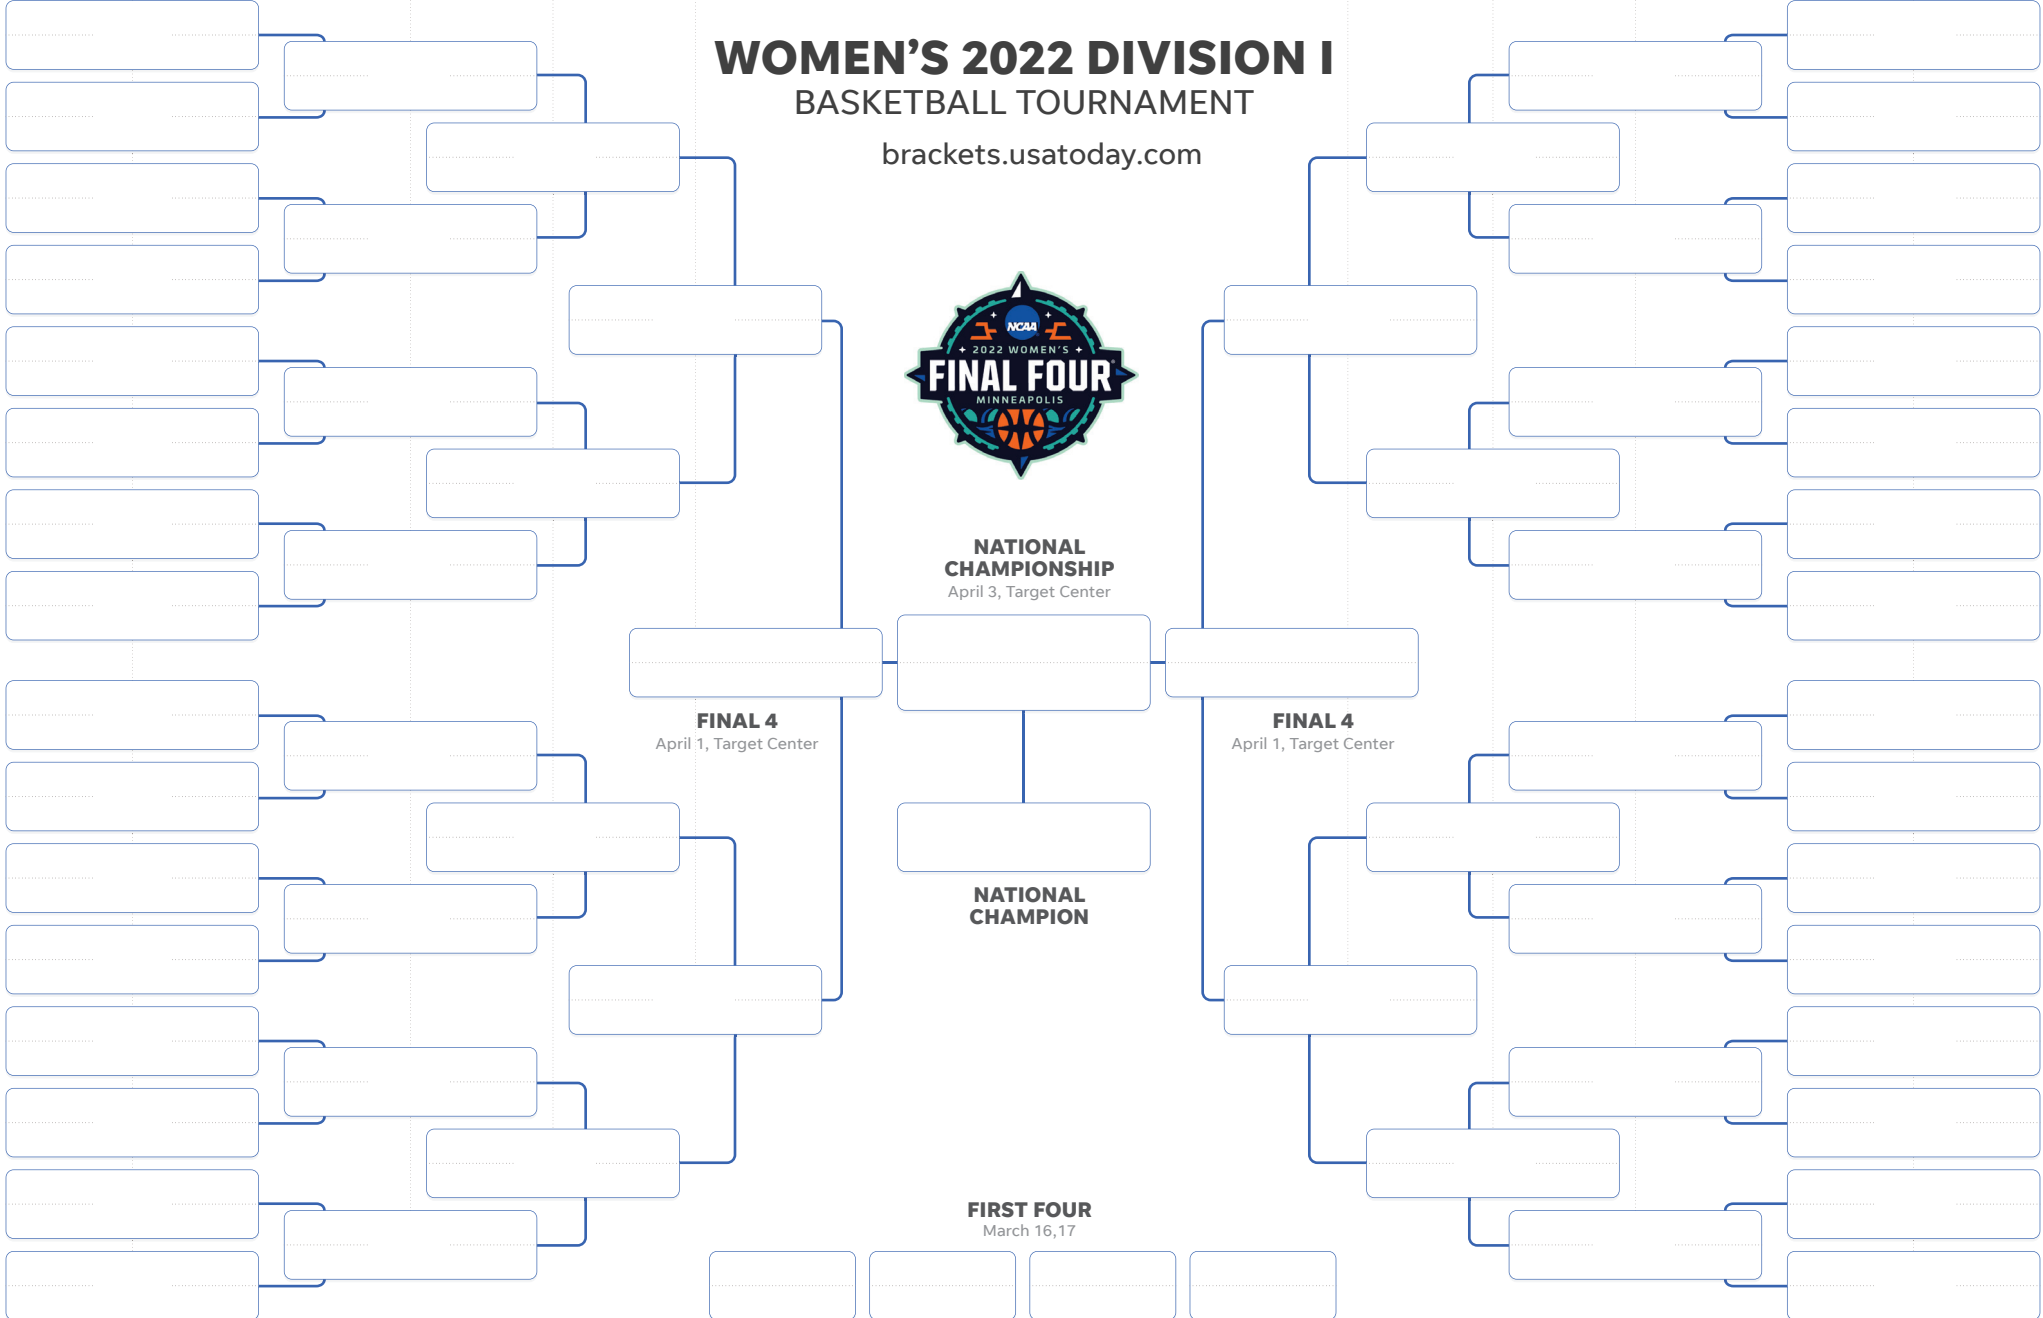 WOMEN’S 2022 DIVISION I
BASKETBALL TOURNAMENT
brackets.usatoday.com
NCAA
2022 WOMEN'S
FINAL FOUR
MINNEAPOLIS
NATIONAL
CHAMPIONSHIP
April 3, Target Center
FINAL 4
April 1, Target Center
FINAL 4
April 1, Target Center
NATIONAL
CHAMPION
FIRST FOUR
March 16,17